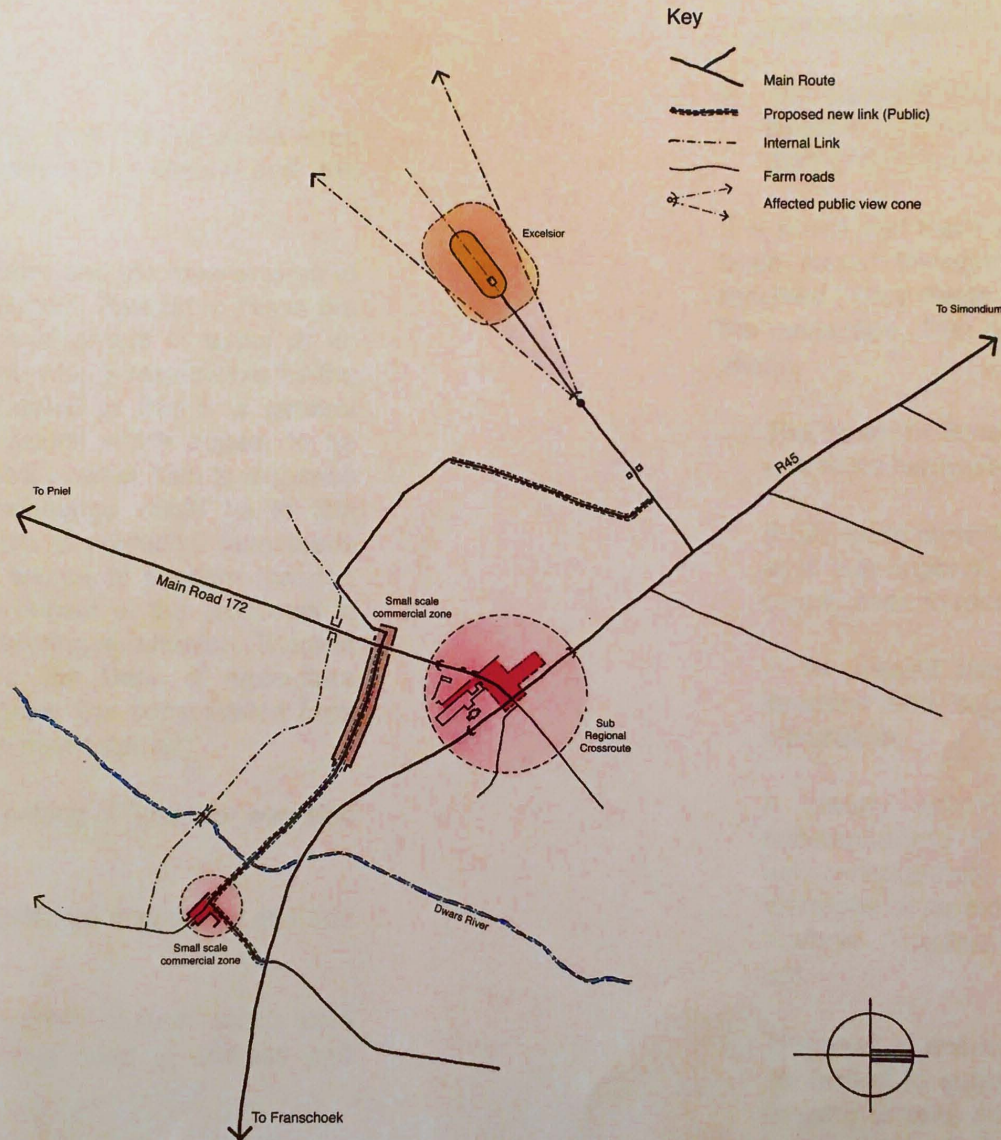 Key
Main Route
Proposed new link (Public)
Internal Link
Farm roads
Affected public view cone
Excelsior
To Simondium
R45
To Pniel
Main Road 172
Small scale
commercial zone
Sub
Regional
Crossroute
Dwars River
Small scale
commercial zone
To Franschoek